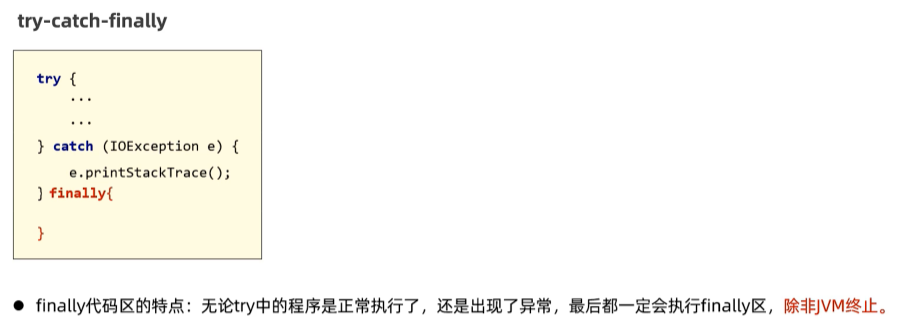 try-catch-finally
try {
...
...
} catch (IOException e) {
e.printStackTrace();
} finally{
}
● finally代码区的特点：无论try中的程序是正常执行了，还是出现了异常，最后都一定会执行finally区，除非JVM终止。